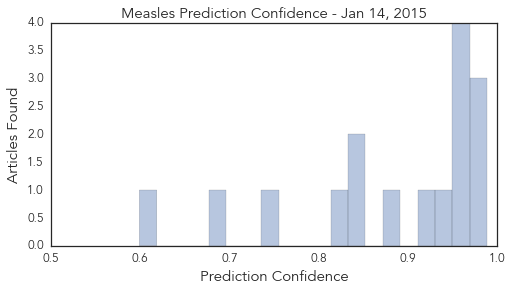 Measles Prediction Confidence - Jan 14, 2015
4.0
3.5
3.0
2.5
2.0
1.5
1.0
0.5
0.0
Articles Found
0.5 0.6 0.7 0.8 0.9 1.0
Prediction Confidence